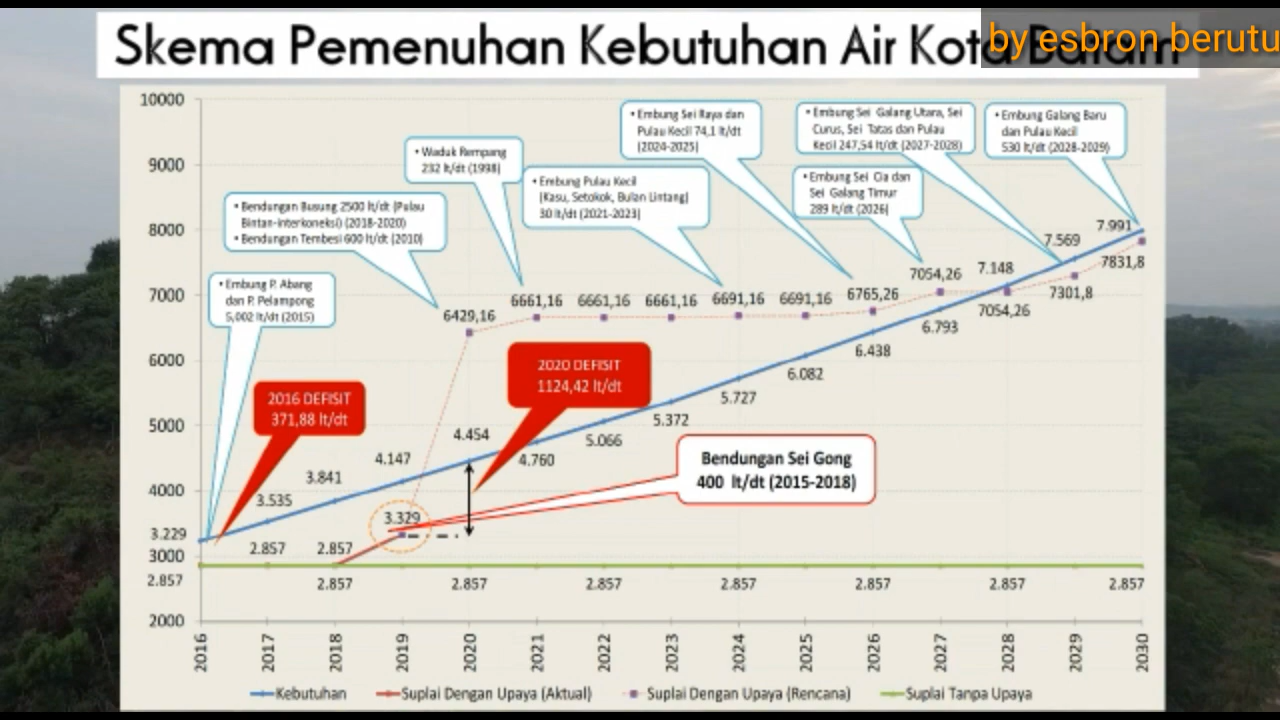 Skema Pemenuhan Kebutuhan Air Kota Batam
by esbron berutu
10000
9000
8000
7000
6000
5000
4000
3000
2000
• Embung P. Abang
dan P. Pelampong
5,002 lt/dt (2015)
• Bendungan Busung 2500 lt/dt (Pulau
Bintan-interkoneksi) (2018-2020)
• Bendungan Tembesi 600 lt/dt (2010)
• Waduk Rempang
232 lt/dt (1998)
• Embung Pulau Kecil
(Kasu, Setokok, Bulan Lintang)
30 lt/dt (2021-2023)
• Embung Sei Raya dan
Pulau Kecil 74,1 lt/dt
(2024-2025)
• Embung Sei Galang Utara, Sei
Curus, Sei Tatas dan Pulau
Kecil 247,54 lt/dt (2027-2028)
• Embung Sei Cia dan
Sei Galang Timur
289 lt/dt (2026)
• Embung Galang Baru
dan Pulau Kecil
530 lt/dt (2028-2029)
2016 DEFISIT
371,88 lt/dt
2020 DEFISIT
1124,42 lt/dt
Bendungan Sei Gong
400 lt/dt (2015-2018)
6429,16
6661,16
6661,16
6661,16
6691,16
6691,16
6765,26
7054,26
7054,26
7301,8
7831,8
3.229
3.535
3.841
4.147
4.454
4.760
5.066
5.372
5.727
6.082
6.438
6.793
7.148
7.569
7.991
3.329
2.857
2.857
2.857
2.857
2.857
2.857
2.857
2.857
2.857
2016
2017
2018
2019
2020
2021
2022
2023
2024
2025
2026
2027
2028
2029
2030
Kebutuhan
Suplai Dengan Upaya (Aktual)
Suplai Dengan Upaya (Rencana)
Suplai Tanpa Upaya